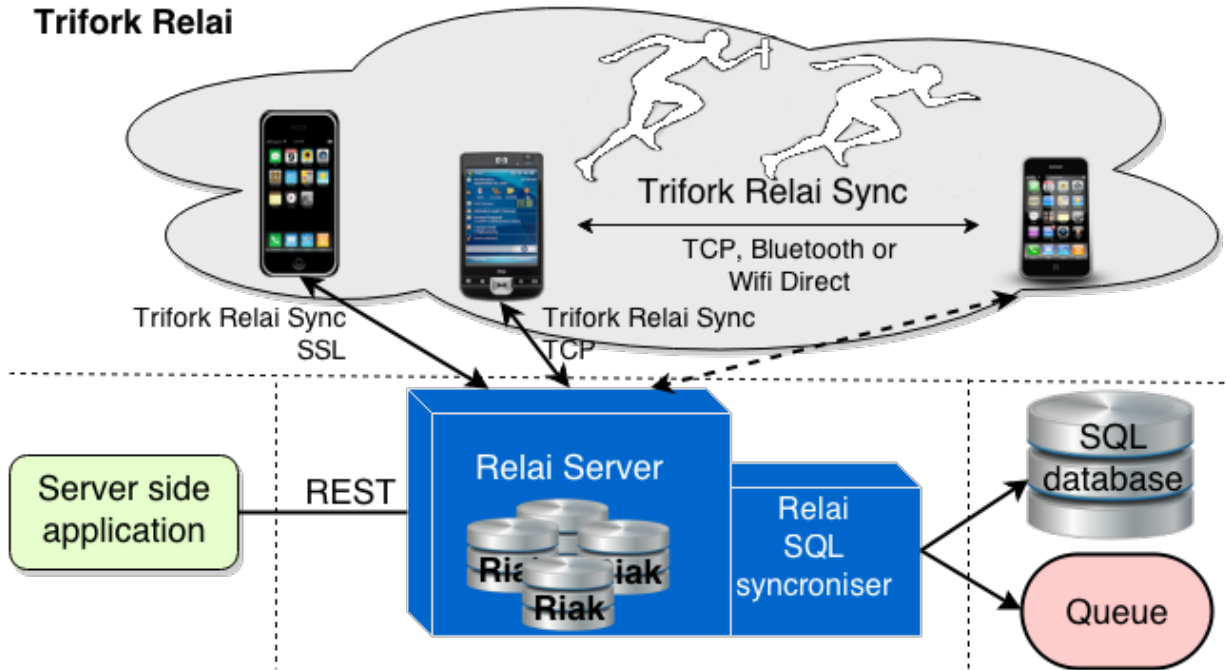 Trifork Relai
Trifork Relai Sync
TCP, Bluetooth or
Wifi Direct
Trifork Relai Sync
SSL
Trifork Relai Sync
TCP
Server side
application
REST
Relai Server
Riak
Riak
Riak
Relai
SQL
syncroniser
SQL
database
Queue